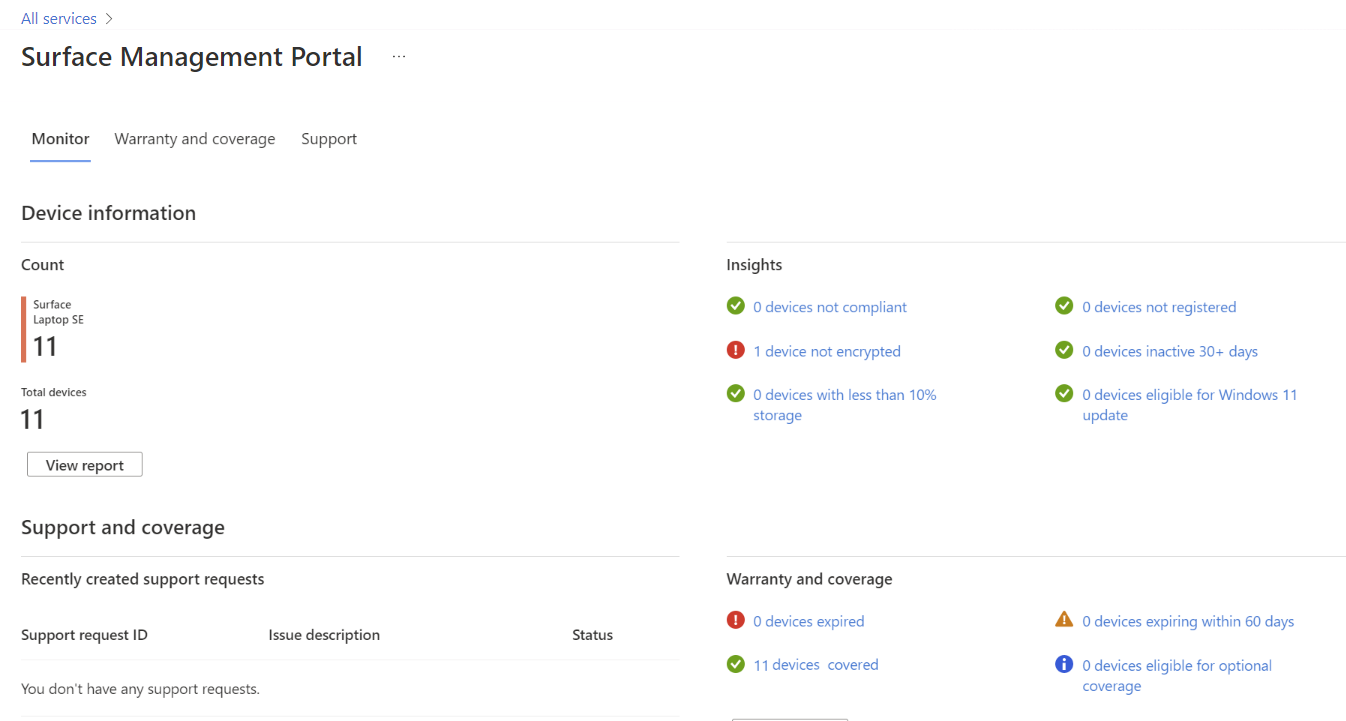 All services
Surface Management Portal ...
Monitor Warranty and coverage Support
Device information
Count
Surface
Laptop SE
11
Total devices
11
View report
Insights
0 devices not compliant
1 device not encrypted
0 devices with less than 10%
storage
0 devices not registered
0 devices inactive 30+ days
0 devices eligible for Windows 11
update
Support and coverage
Recently created support requests
Support request ID Issue description Status
You don't have any support requests.
Warranty and coverage
0 devices expired
11 devices covered
0 devices expiring within 60 days
0 devices eligible for optional
coverage